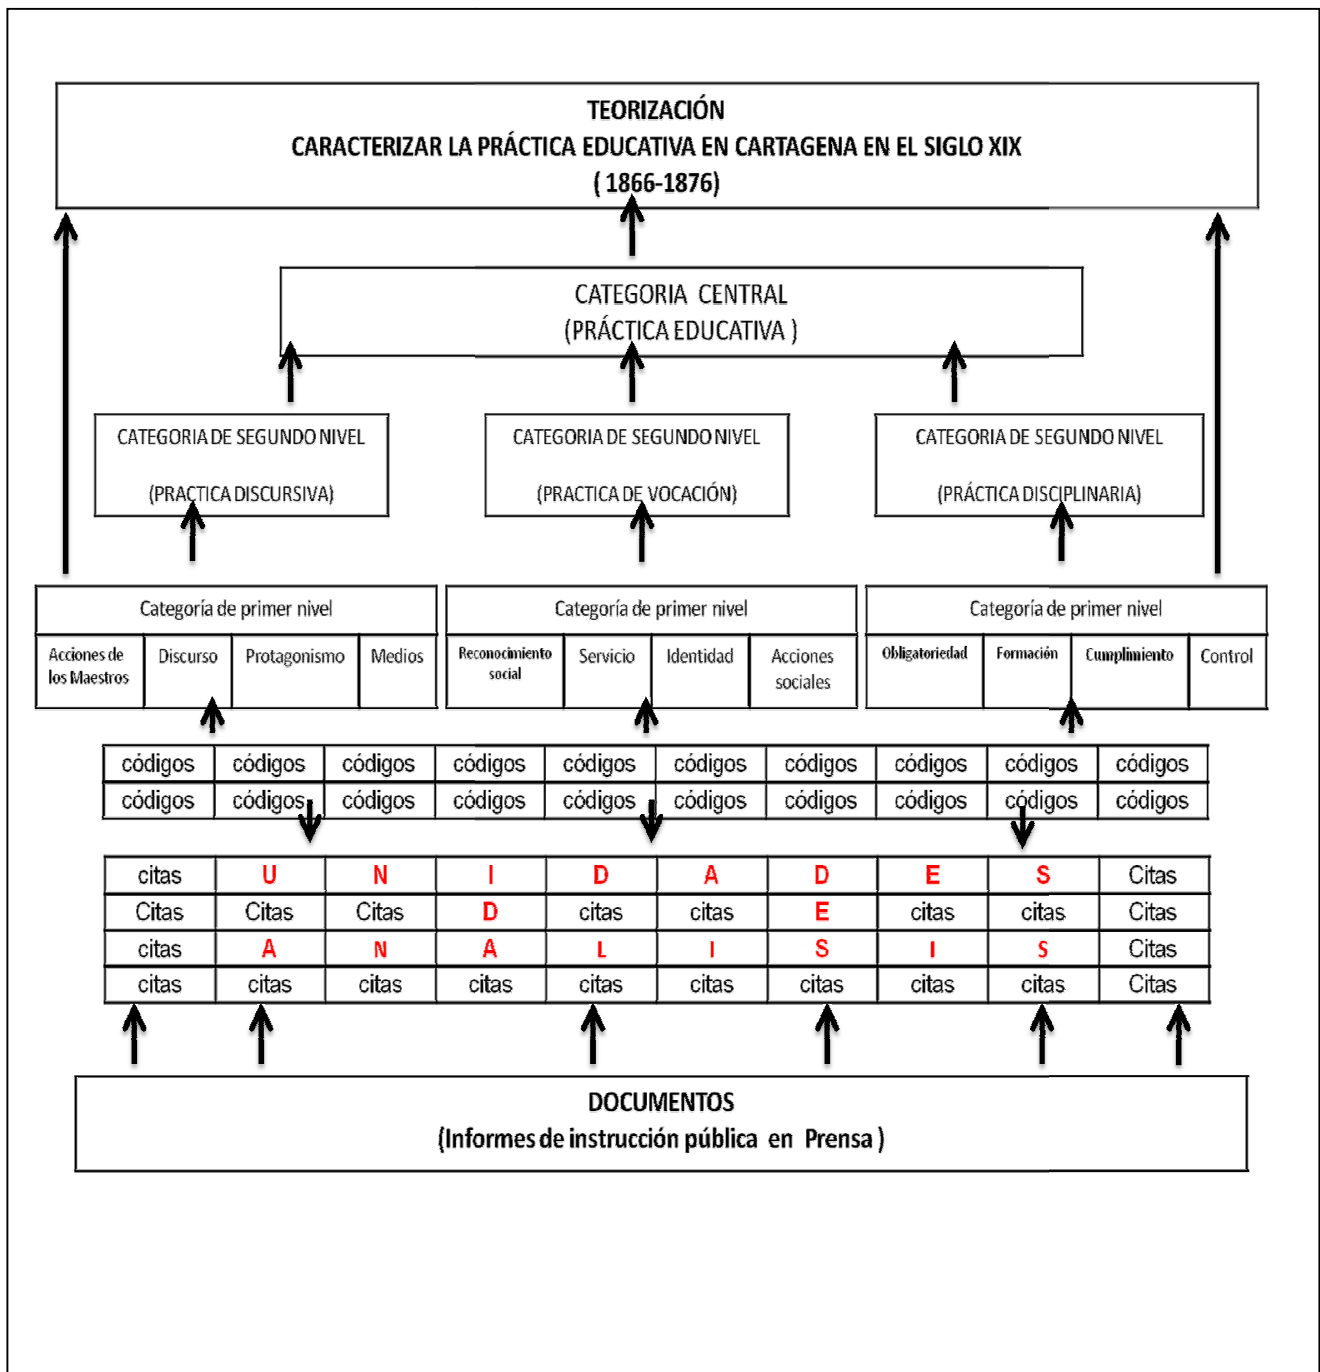 TEORIZACIÓN
CARACTERIZAR LA PRÁCTICA EDUCATIVA EN CARTAGENA EN EL SIGLO XIX
( 1866-1876)
CATEGORIA CENTRAL
(PRÁCTICA EDUCATIVA )
CATEGORIA DE SEGUNDO NIVEL
(PRACTICA DISCURSIVA)
CATEGORIA DE SEGUNDO NIVEL
(PRACTICA DE VOCACIÓN)
CATEGORIA DE SEGUNDO NIVEL
(PRÁCTICA DISCIPLINARIA)
Categoría de primer nivel
Acciones de
los Maestros
Discurso
Protagonismo
Medios
Categoría de primer nivel
Reconocimiento
social
Servicio
Identidad
Acciones
sociales
Categoría de primer nivel
Obligatoriedad
Formación
Cumplimiento
Control
códigos códigos códigos códigos códigos códigos códigos códigos códigos códigos
códigos códigos códigos códigos códigos códigos códigos códigos códigos códigos
citas U N I D A D E S Citas
Citas Citas Citas D citas citas E citas citas Citas
citas A N A L I S I S Citas
citas citas citas citas citas citas citas citas citas Citas
DOCUMENTOS
(Informes de instrucción pública en Prensa )